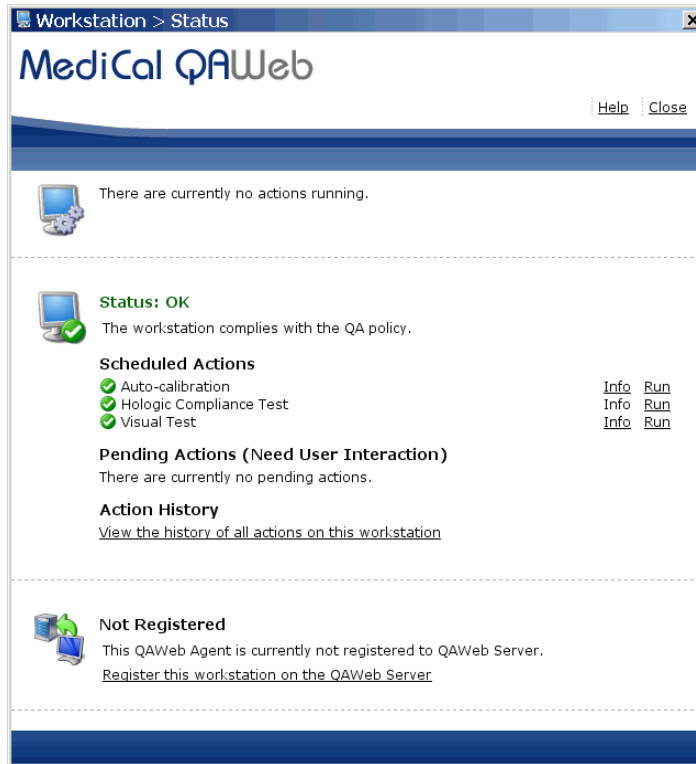 Workstation > Status
MediCal QAWeb
Help Close
There are currently no actions running.
Status: OK
The workstation complies with the QA policy.
Scheduled Actions
Auto-calibration Info Run
Hologic Compliance Test Info Run
Visual Test Info Run
Pending Actions (Need User Interaction)
There are currently no pending actions.
Action History
View the history of all actions on this workstation
Not Registered
This QAWeb Agent is currently not registered to QAWeb Server.
Register this workstation on the QAWeb Server